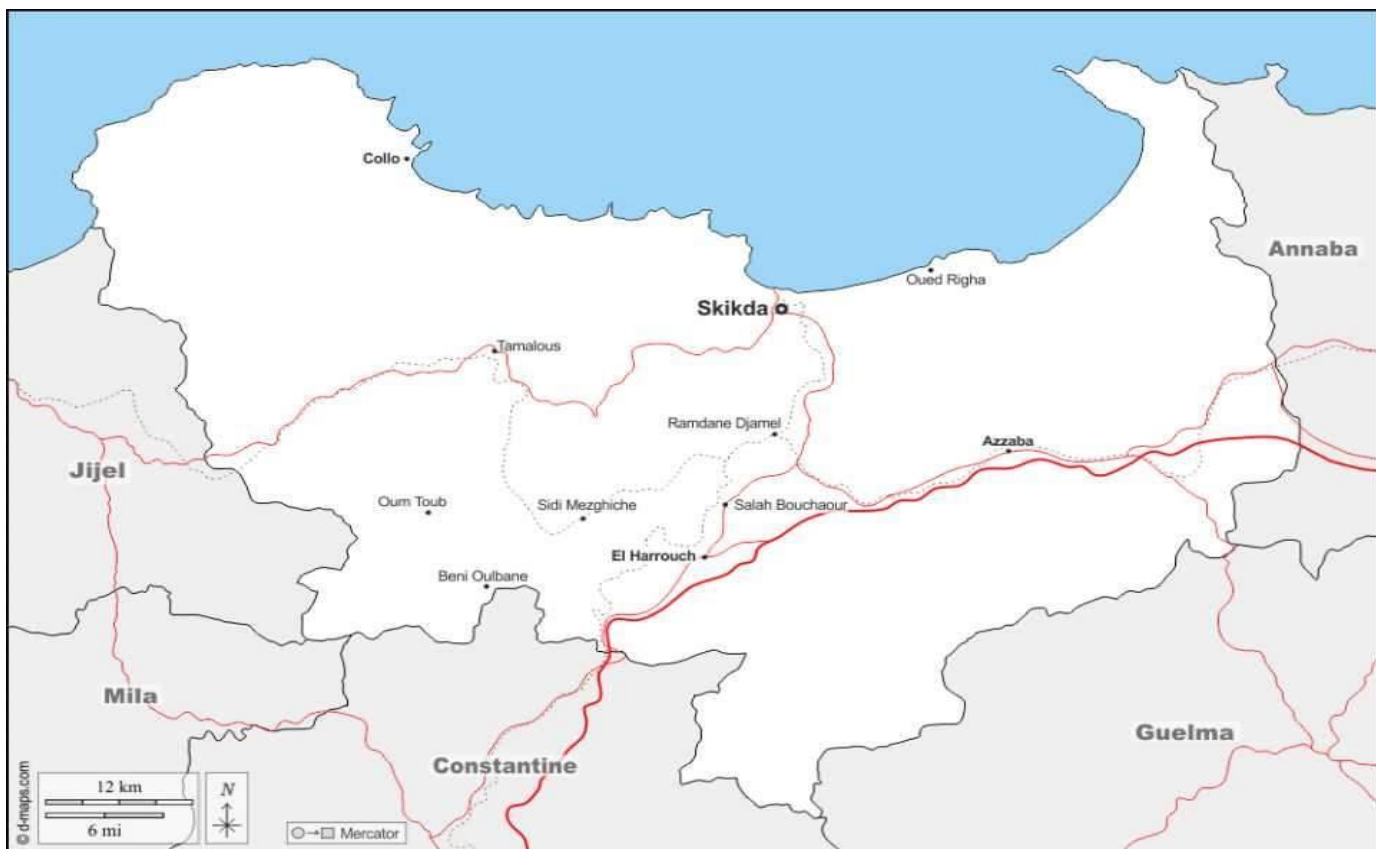 Collo
Annaba
Oued Righa
Skikda
Tamalous
Ramdane Djamel
Azzaba
Jijel
Oum Toub
Sidi Mezghiche
Salah Bouchaour
El Harrouch
Beni Oulbane
Mila
Guelma
Constantine
© d-maps.com
12 km
6 mi
N
Mercator